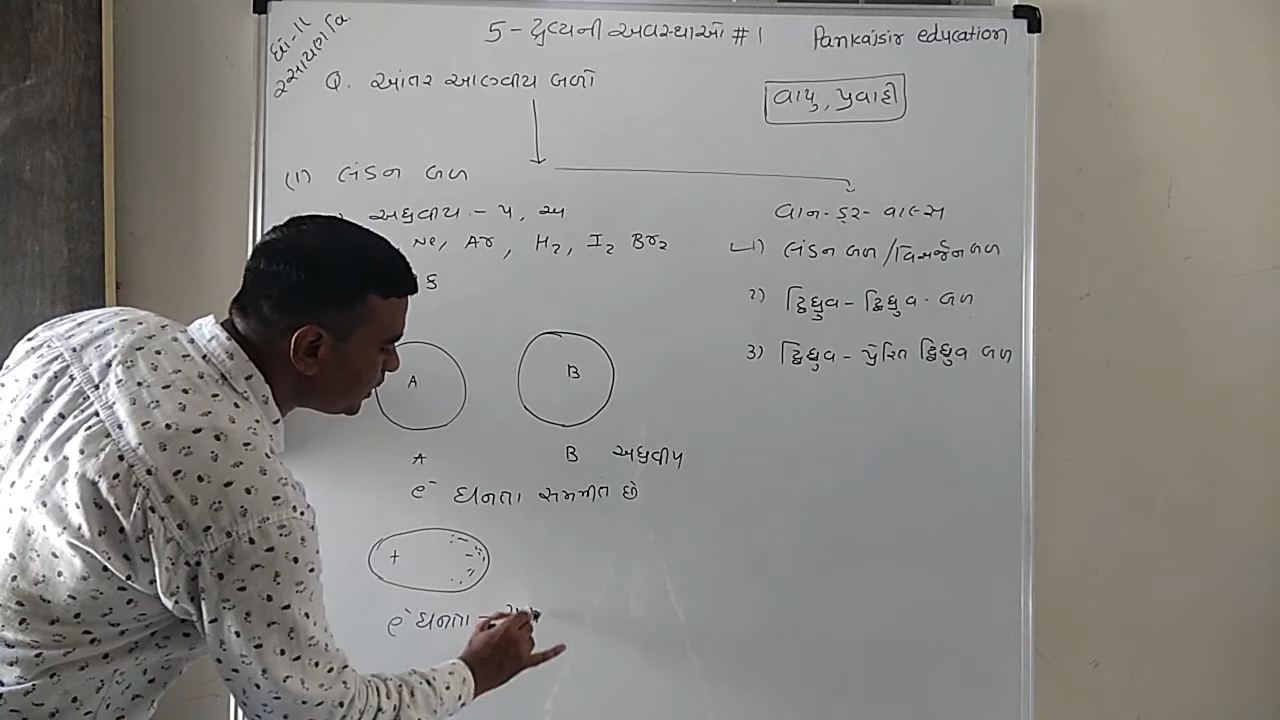 ધો-11
રસાયણ વિ.
5 - દ્રવ્યની અવસ્થાઓ #1
Pankajsir education
Q. આંતર આણ્વીય બળો
વાયુ, પ્રવાહી
(1) લંડન બળ
અધ્રુવીય - પ, અ
Ne, Ar, H₂, I₂ Br₂
ક
વાન-ડર-વાલ્સ
1) લંડન બળ/વિસર્જન બળ
2) દ્વિધ્રુવ - દ્વિધ્રુવ. બળ
3) દ્વિધ્રુવ - પ્રેરિત દ્વિધ્રુવ બળ
A B
A B અધ્રુવીય
e⁻ ઘનતા સમમીત છે
+ -
e⁻ ઘનતા -